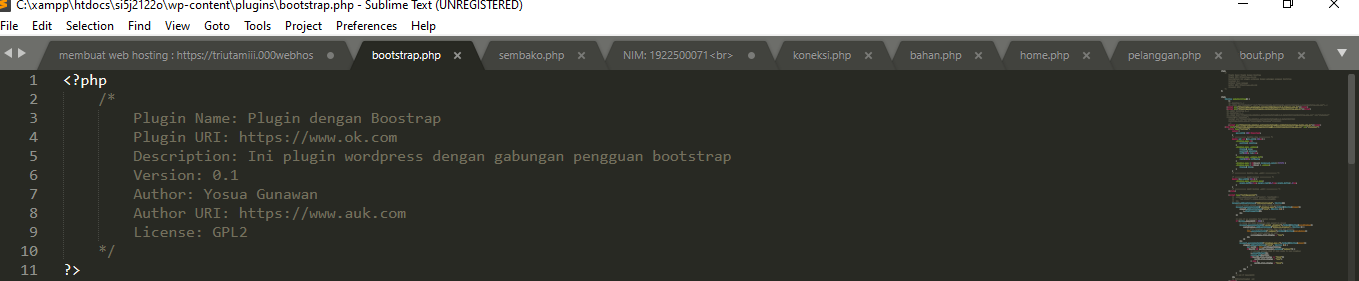 C:\xampp\htdocs\si5j2122o\wp-content\plugins\bootstrap.php - Sublime Text (UNREGISTERED)
File Edit Selection Find View Goto Tools Project Preferences Help
membuat web hosting : https://triutamiii.000webhos bootstrap.php sembako.php NIM: 1922500071<br> koneksi.php bahan.php home.php pelanggan.php bout.php
1 <?php
2 /*
3 Plugin Name: Plugin dengan Boostrap
4 Plugin URI: https://www.ok.com
5 Description: Ini plugin wordpress dengan gabungan pengguan bootstrap
6 Version: 0.1
7 Author: Yosua Gunawan
8 Author URI: https://www.auk.com
9 License: GPL2
10 */
11 ?>